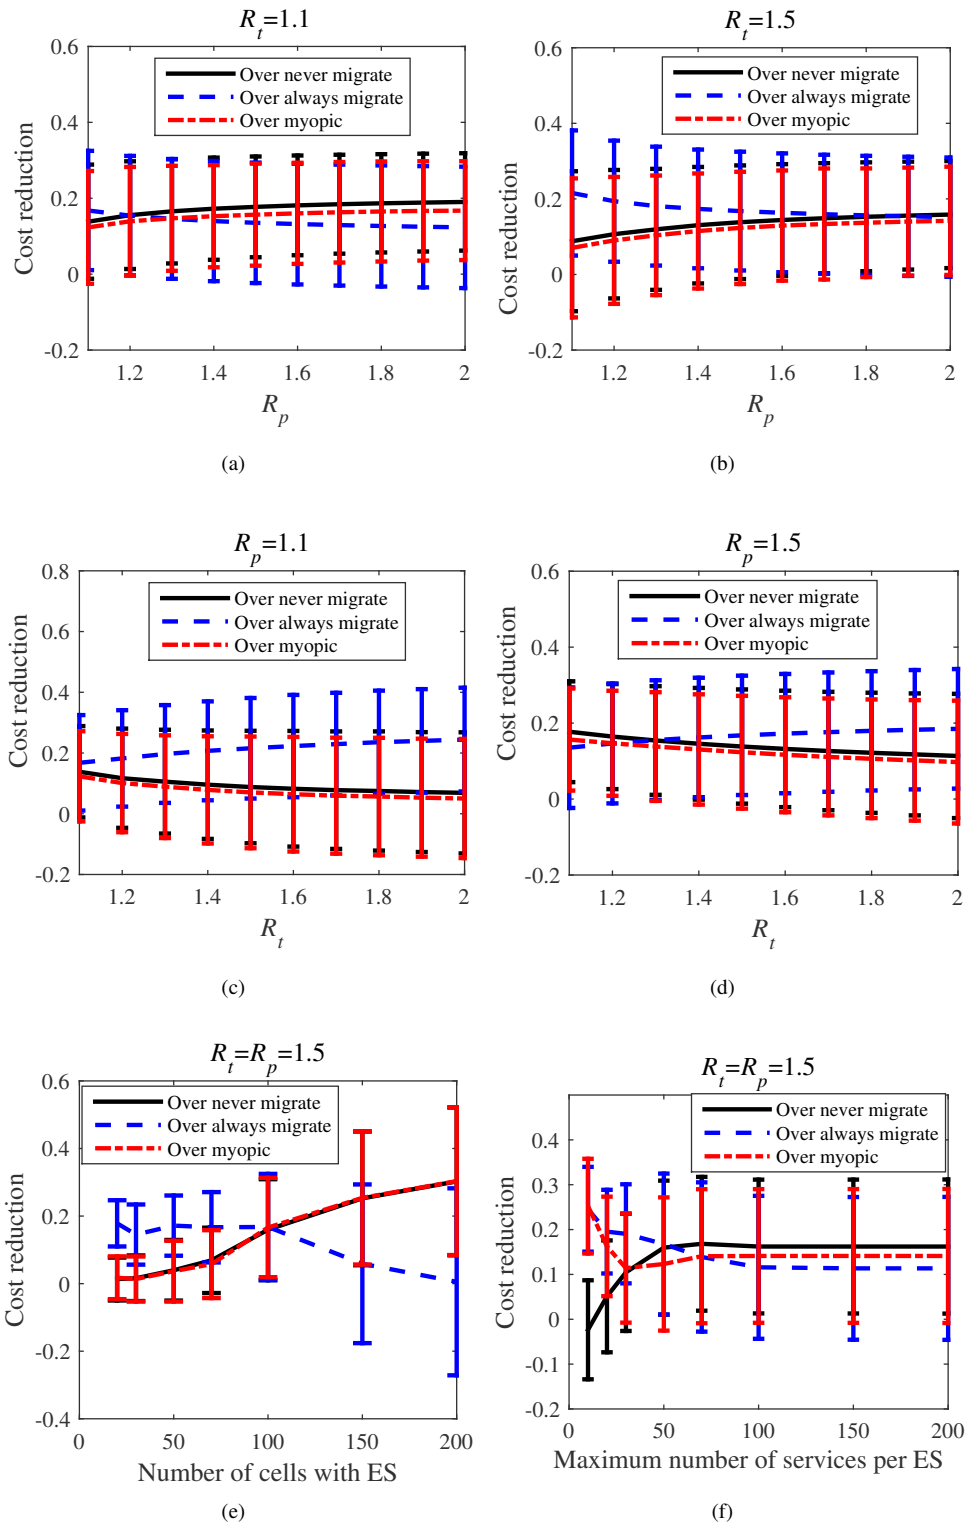 R_t=1.1
0.6
0.4
0.2
0
-0.2
Cost reduction
Over never migrate
Over always migrate
Over myopic
1.2 1.4 1.6 1.8 2
R_p
(a)
R_t=1.5
0.6
0.4
0.2
0
-0.2
Cost reduction
Over never migrate
Over always migrate
Over myopic
1.2 1.4 1.6 1.8 2
R_p
(b)
R_p=1.1
0.8
0.6
0.4
0.2
0
-0.2
Cost reduction
Over never migrate
Over always migrate
Over myopic
1.2 1.4 1.6 1.8 2
R_t
(c)
R_p=1.5
0.6
0.4
0.2
0
-0.2
Cost reduction
Over never migrate
Over always migrate
Over myopic
1.2 1.4 1.6 1.8 2
R_t
(d)
R_t=R_p=1.5
0.6
0.4
0.2
0
-0.2
-0.4
Cost reduction
Over never migrate
Over always migrate
Over myopic
0 50 100 150 200
Number of cells with ES
(e)
R_t=R_p=1.5
0.4
0.3
0.2
0.1
0
-0.1
-0.2
Cost reduction
Over never migrate
Over always migrate
Over myopic
0 50 100 150 200
Maximum number of services per ES
(f)